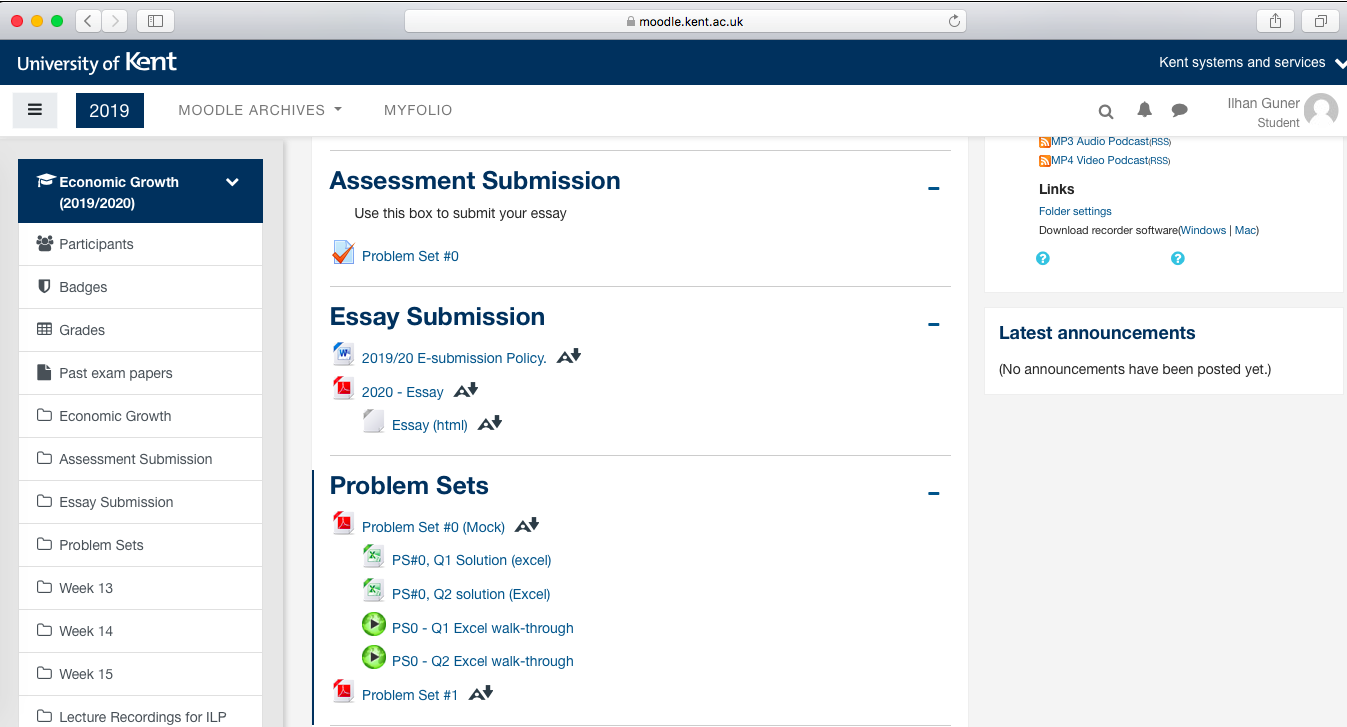 moodle.kent.ac.uk
University of Kent
Kent systems and services
2019
MOODLE ARCHIVES
MYFOLIO
Ilhan Guner
Student
Economic Growth
(2019/2020)
Participants
Badges
Grades
Past exam papers
Economic Growth
Assessment Submission
Essay Submission
Problem Sets
Week 13
Week 14
Week 15
Lecture Recordings for ILP
Assessment Submission
Use this box to submit your essay
Problem Set #0
Essay Submission
2019/20 E-submission Policy.
2020 - Essay
Essay (html)
Problem Sets
Problem Set #0 (Mock)
PS#0, Q1 Solution (excel)
PS#0, Q2 solution (Excel)
PS0 - Q1 Excel walk-through
PS0 - Q2 Excel walk-through
Problem Set #1
MP3 Audio Podcast(RSS)
MP4 Video Podcast(RSS)
Links
Folder settings
Download recorder software(Windows | Mac)
Latest announcements
(No announcements have been posted yet.)